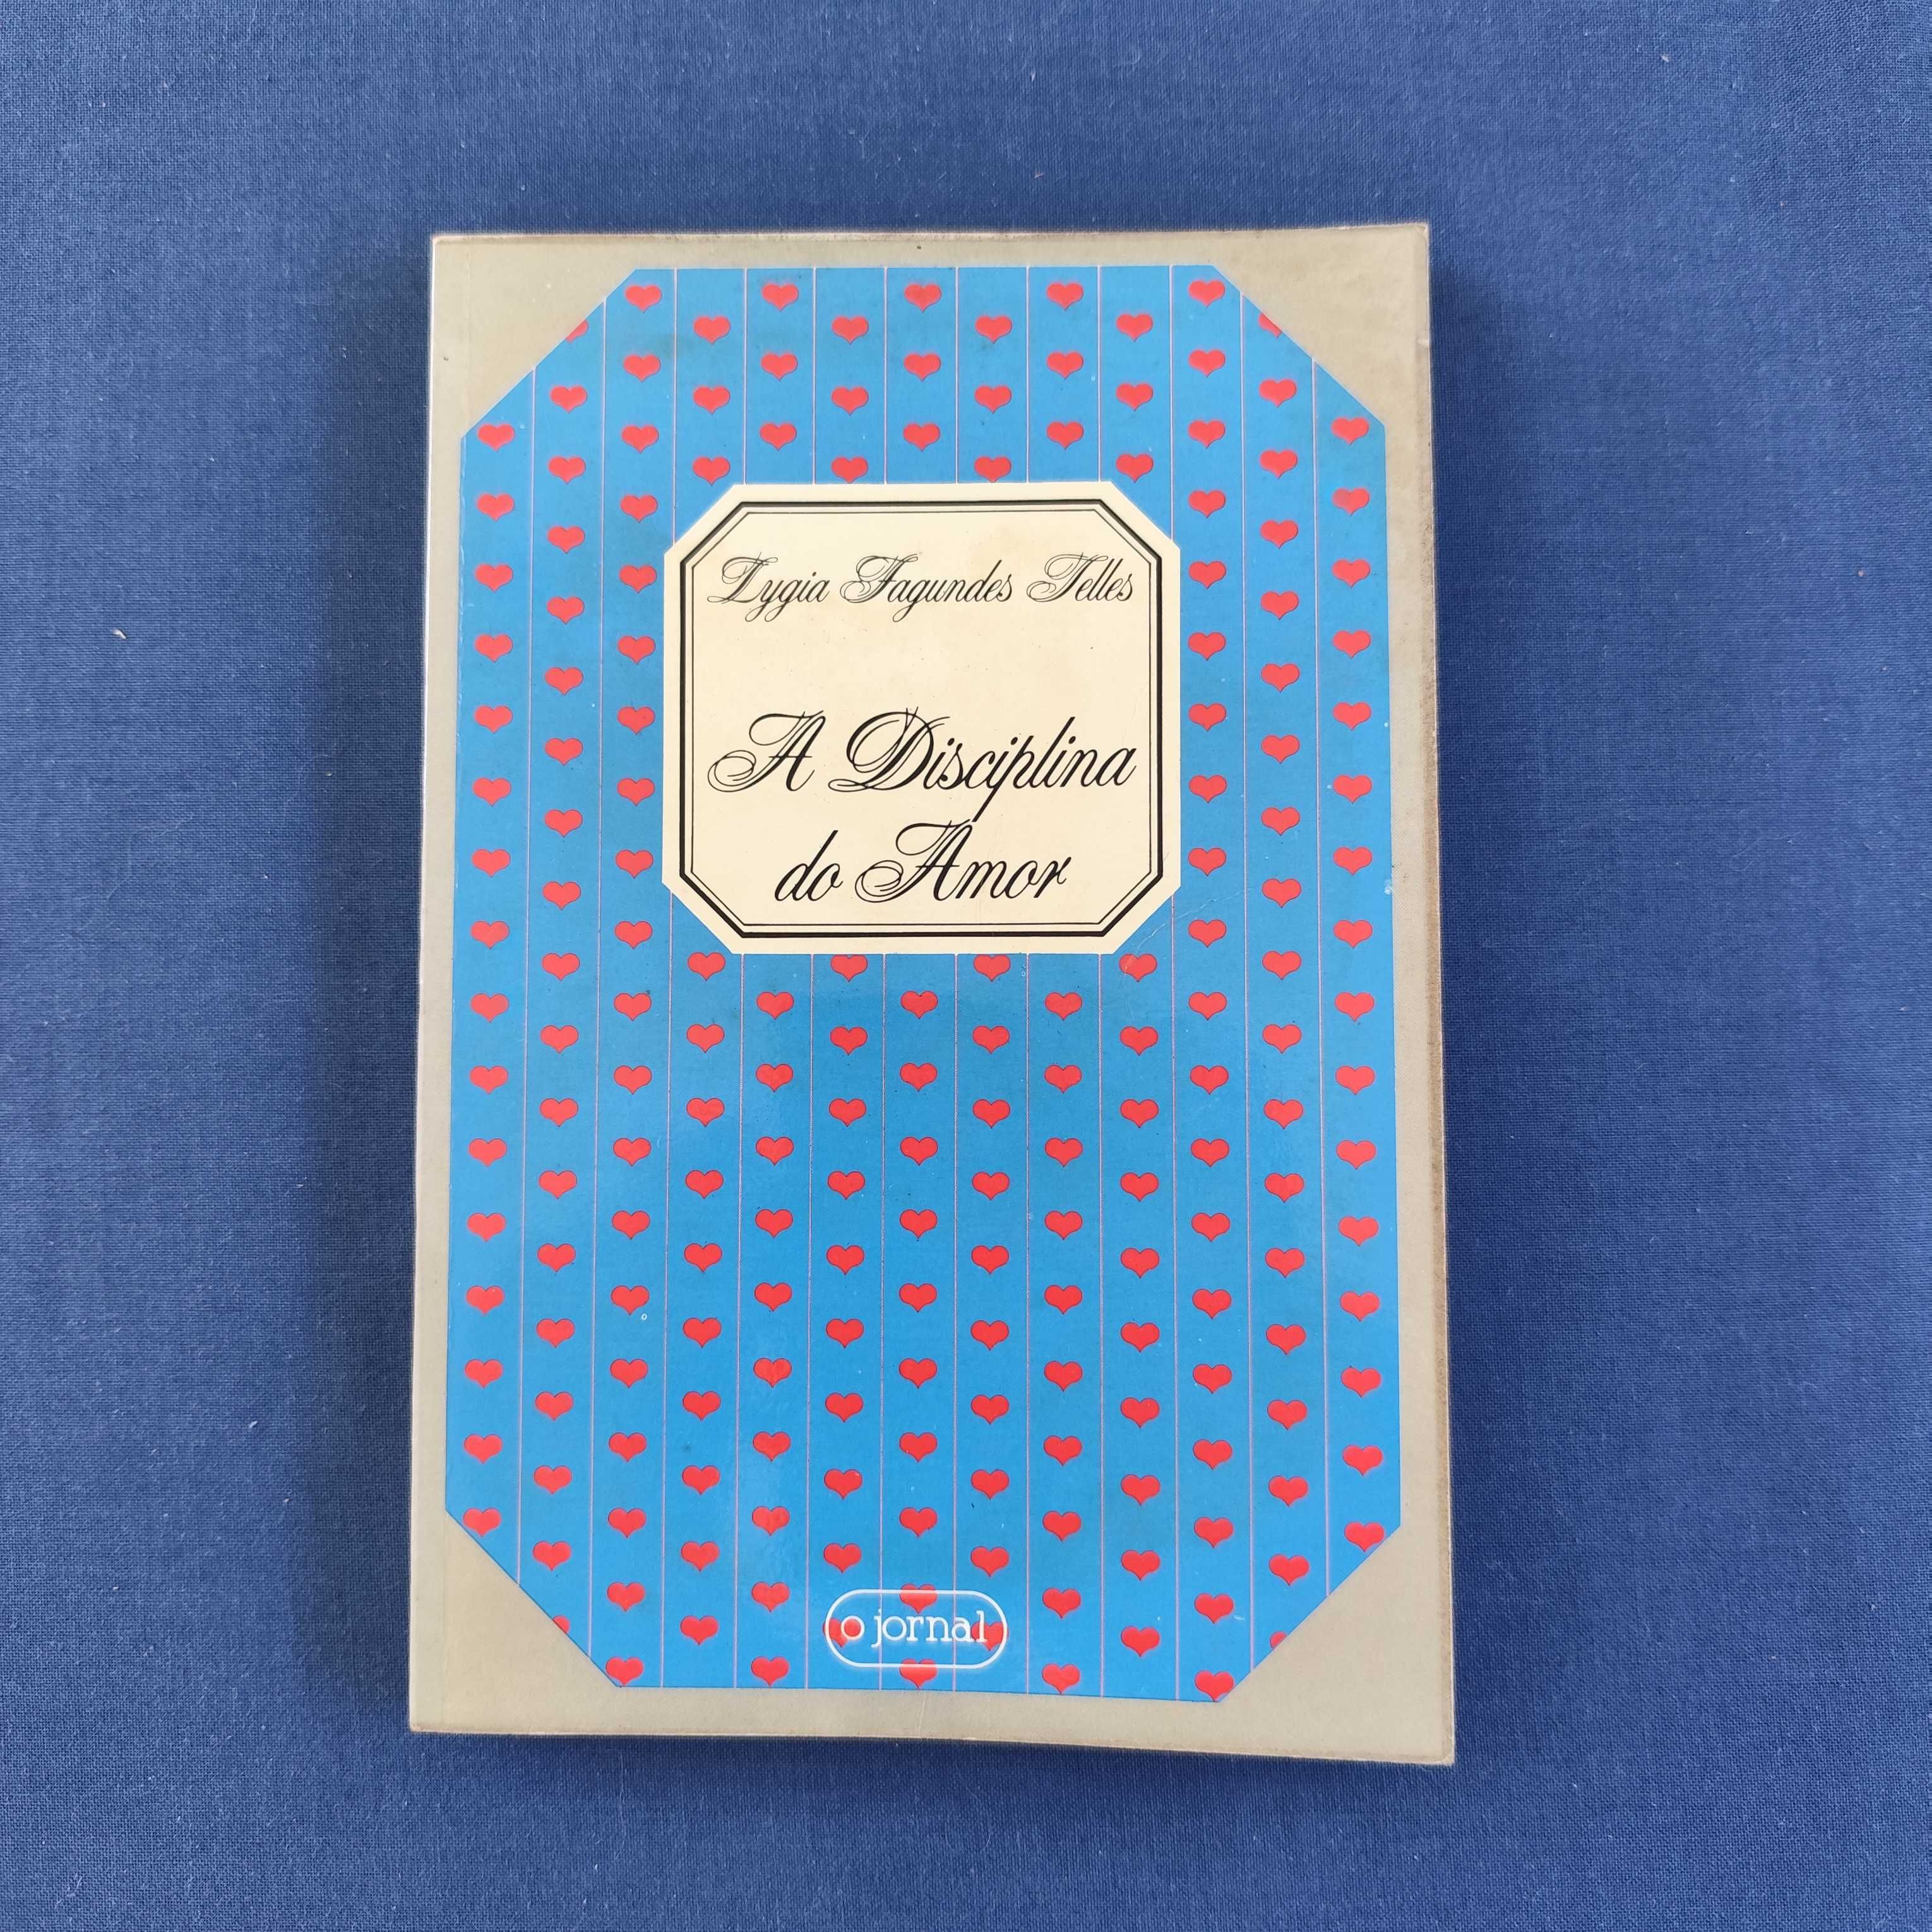 Lygia Fagundes Telles
A Disciplina
do Amor
o jornal